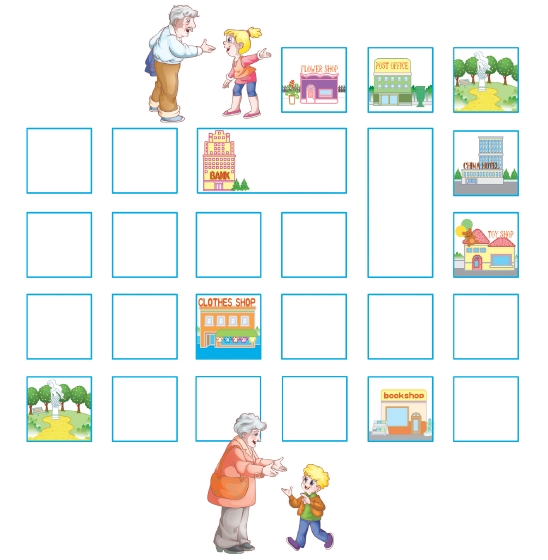 FLOWER SHOP
POST OFFICE
BANK
CHINA HOTEL
TOY SHOP
CLOTHES SHOP
bookshop